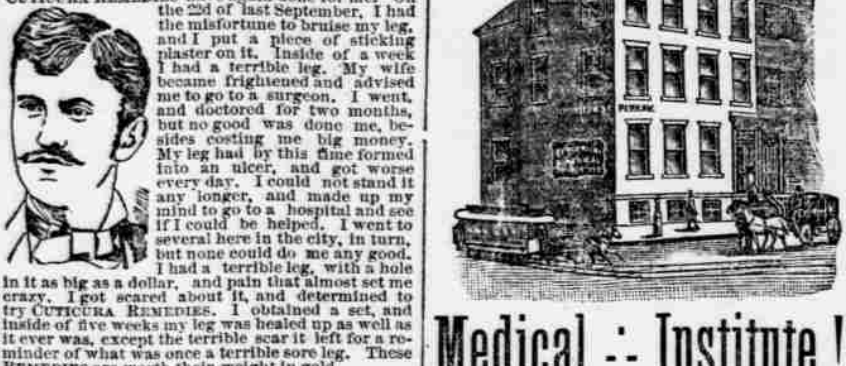 the 22d of last September, I had
the misfortune to bruise my leg,
and I put a piece of sticking
plaster on it. Inside of a week
I had a terrible leg. My wife
became frightened and advised
me to go to a surgeon. I went,
and doctored for two months,
but no good was done me, be-
sides costing me big money.
My leg had by this time formed
into an ulcer, and got worse
every day. I could not stand it
any longer, and made up my
mind to go to a hospital and see
if I could be helped. I went to
several here in the city, in turn,
but none could do me any good.
I had a terrible leg, with a hole
in it as big as a dollar, and pain that almost set me
crazy. I got scared about it, and determined to
try CUTICURA REMEDIES. I obtained a set, and
inside of five weeks my leg was healed up as well as
it ever was, except the terrible scar it left for a re-
minder of what was once a terrible sore leg. These
Medical -:- Institute !